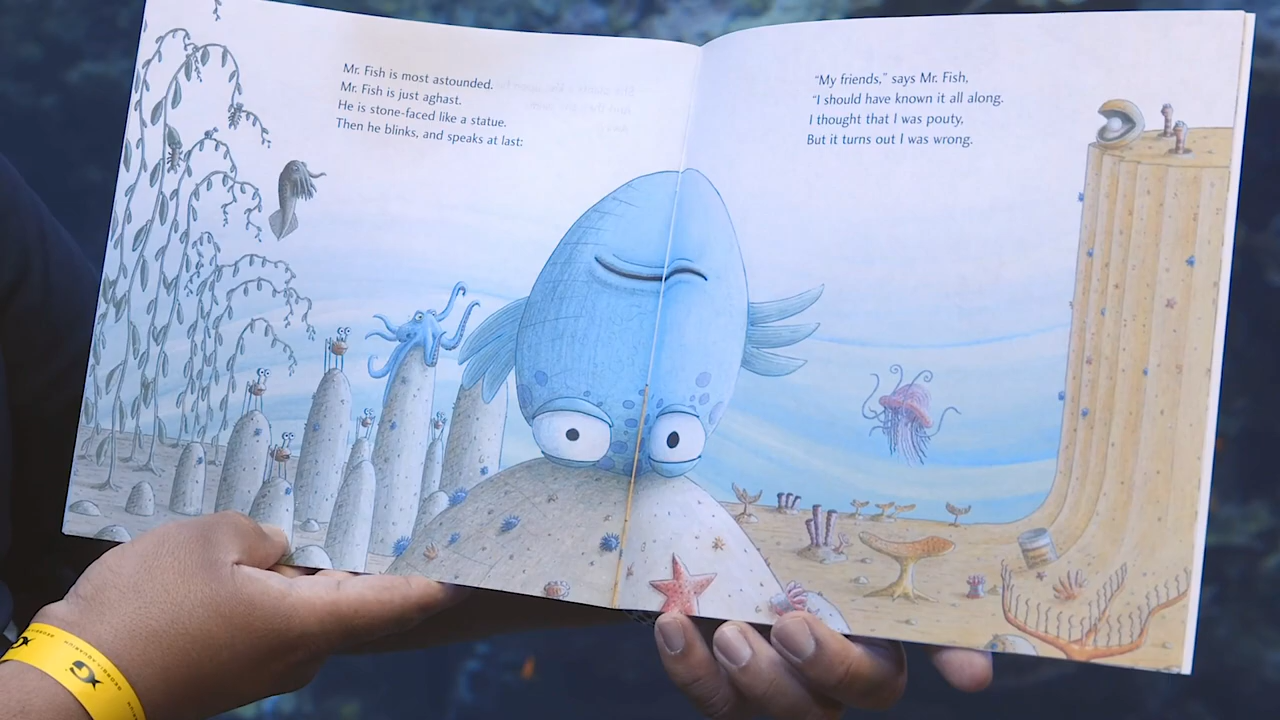 Mr. Fish is most astounded.
Mr. Fish is just aghast.
He is stone-faced like a statue.
Then he blinks, and speaks at last:
“My friends,” says Mr. Fish,
“I should have known it all along.
I thought that I was pouty,
But it turns out I was wrong.
GEORGIA AQUARIUM